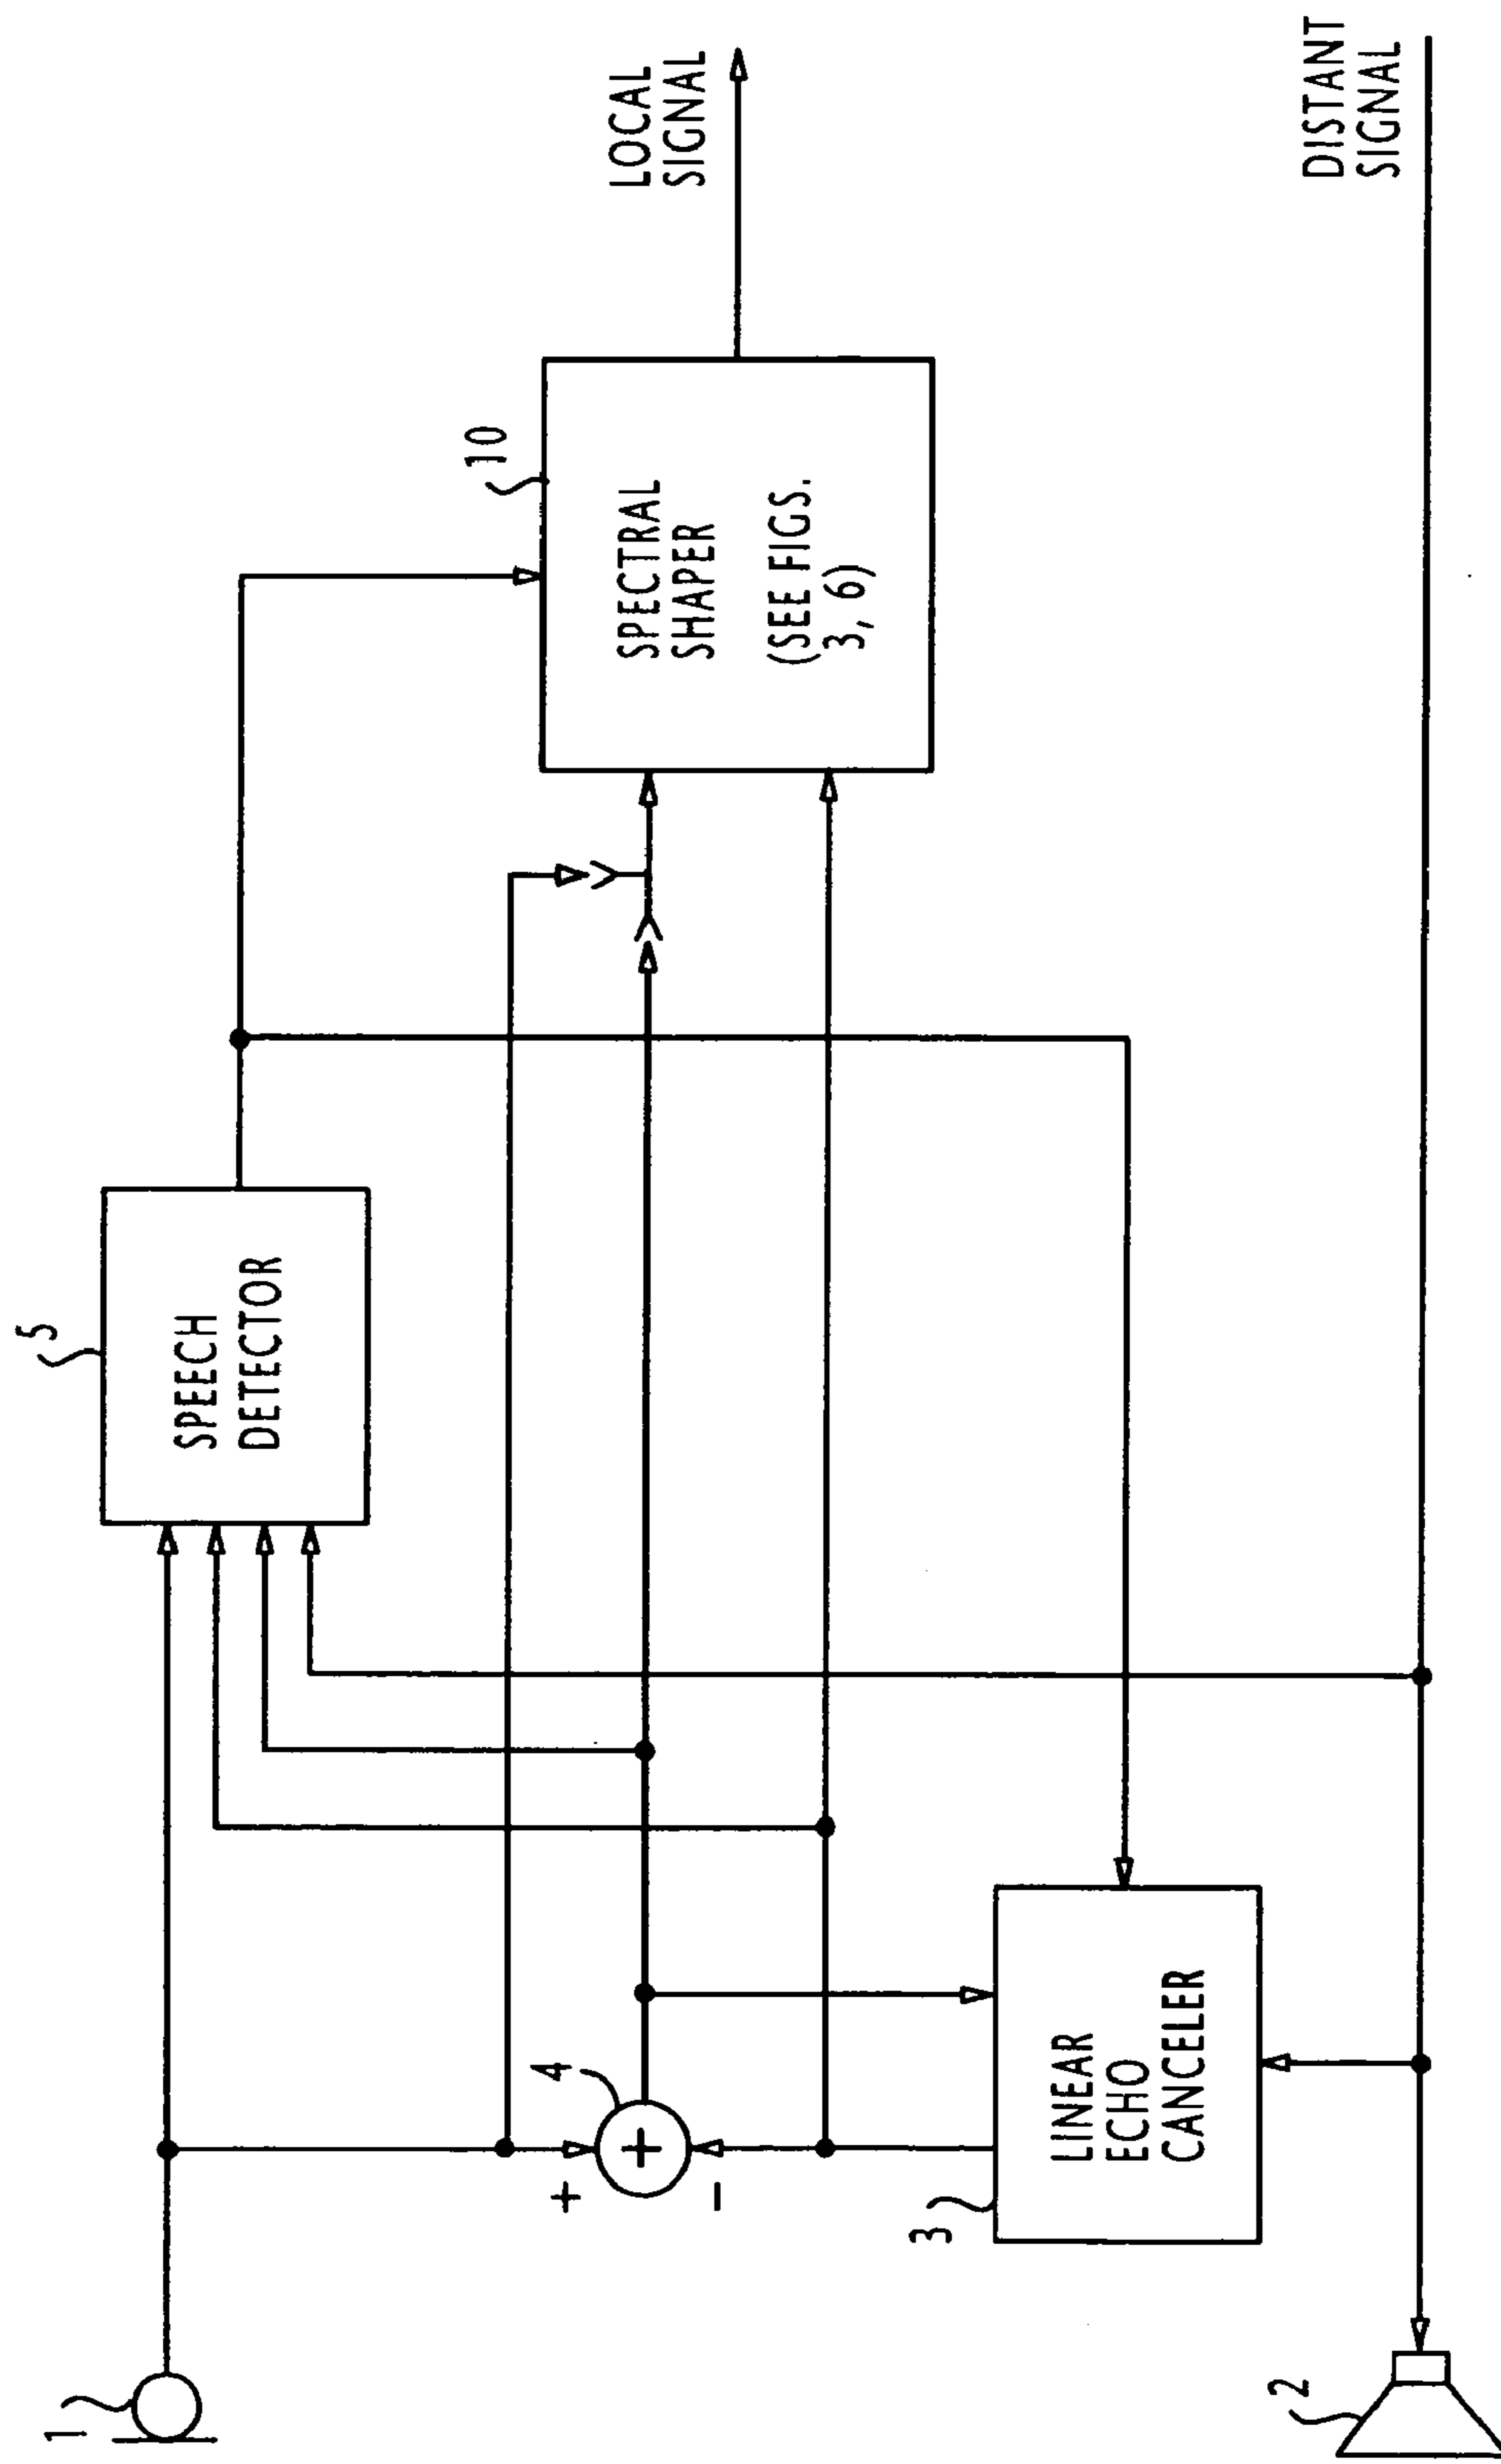 1
5
SPEECH
DETECTOR
10
SPECTRAL
SHAPER
(SEE FIGS.
3, 6)
LOCAL
SIGNAL
+
4
+
−
3
LINEAR
ECHO
CANCELER
2
DISTANT
SIGNAL